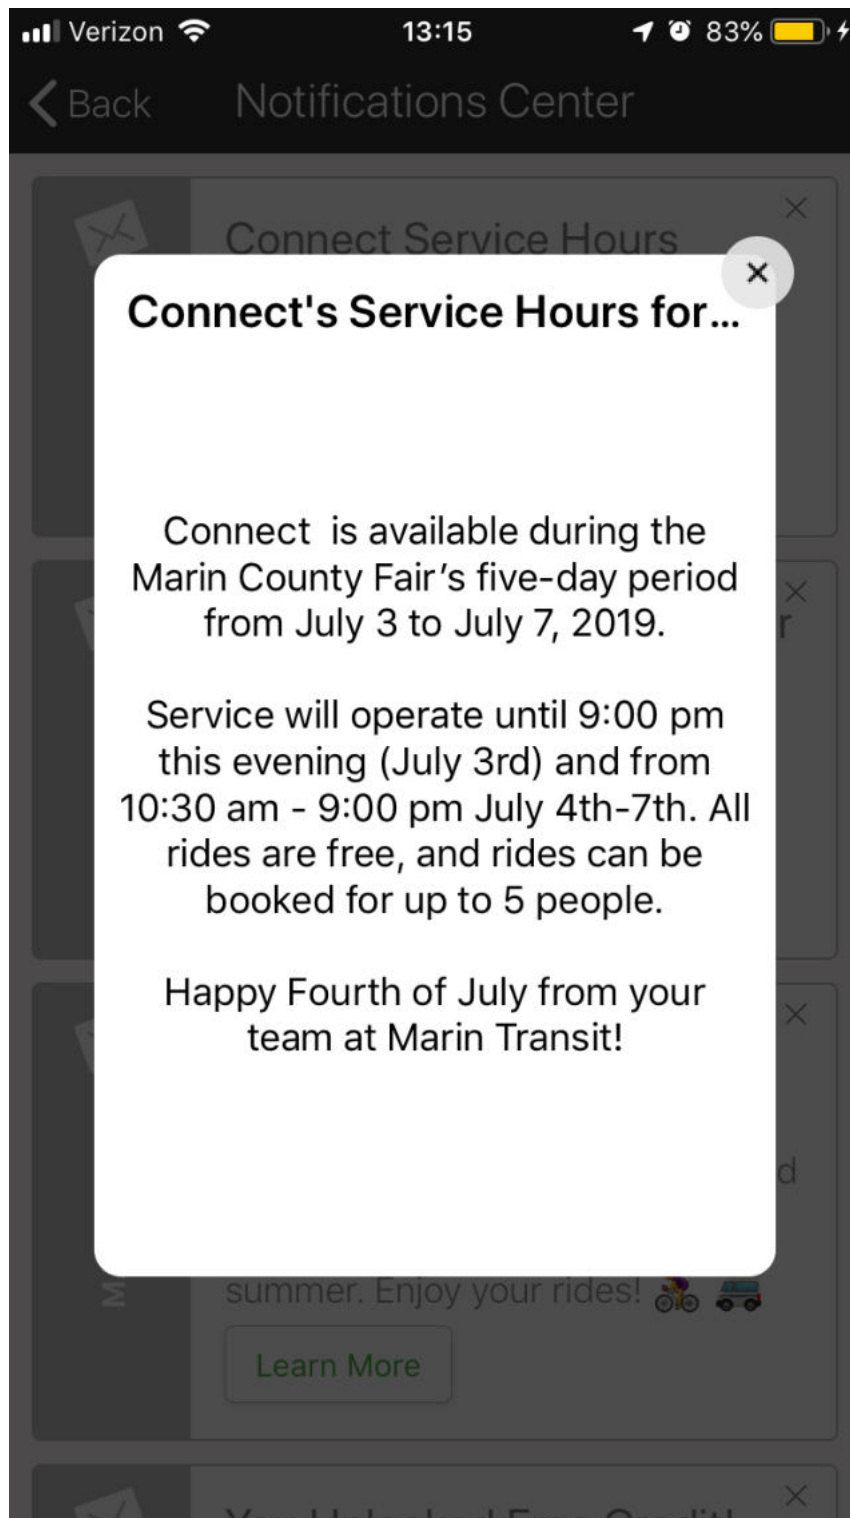 Verizon 13:15 83%
Back Notifications Center
Connect Service Hours
Connect's Service Hours for...
Connect is available during the
Marin County Fair's five-day period
from July 3 to July 7, 2019.
Service will operate until 9:00 pm
this evening (July 3rd) and from
10:30 am - 9:00 pm July 4th-7th. All
rides are free, and rides can be
booked for up to 5 people.
Happy Fourth of July from your
team at Marin Transit!
summer. Enjoy your rides!
Learn More